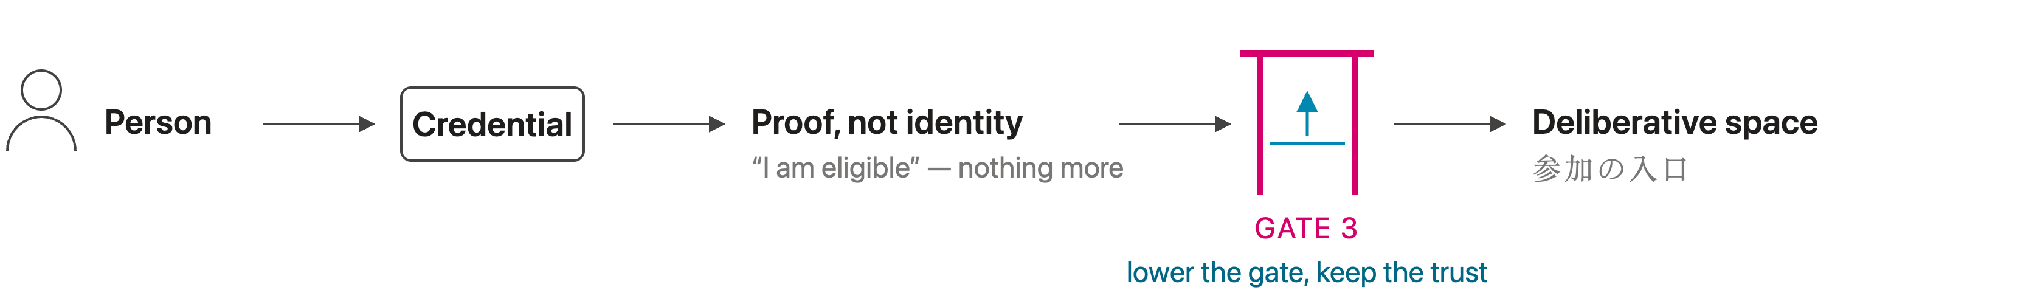 Person
Credential
Proof, not identity
“I am eligible” — nothing more
GATE 3
lower the gate, keep the trust
Deliberative space
参加の入口